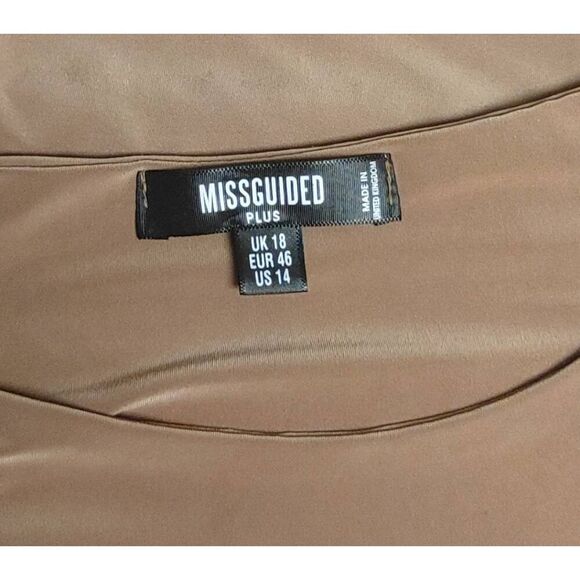 MISSGUIDED
PLUS
MADE IN
UNITED KINGDOM
UK 18
EUR 46
US 14